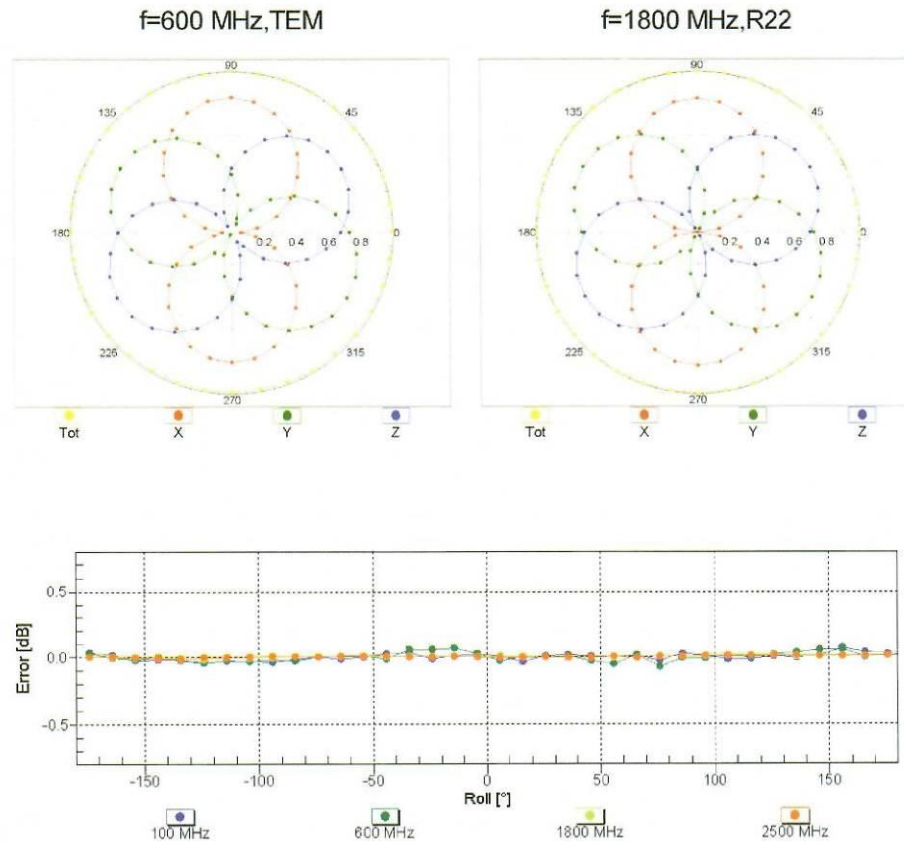 f=600 MHz,TEM
f=1800 MHz,R22
90
135 45
180 0.2 0.4 0.6 0.8 0
225 315
270
Tot X Y Z
90
135 45
180 0.2 0.4 0.6 0.8 0
225 315
270
Tot X Y Z
Error [dB]
0.5
0.0
-0.5
-150 -100 -50 0 50 100 150
Roll [°]
100 MHz 600 MHz 1800 MHz 2500 MHz